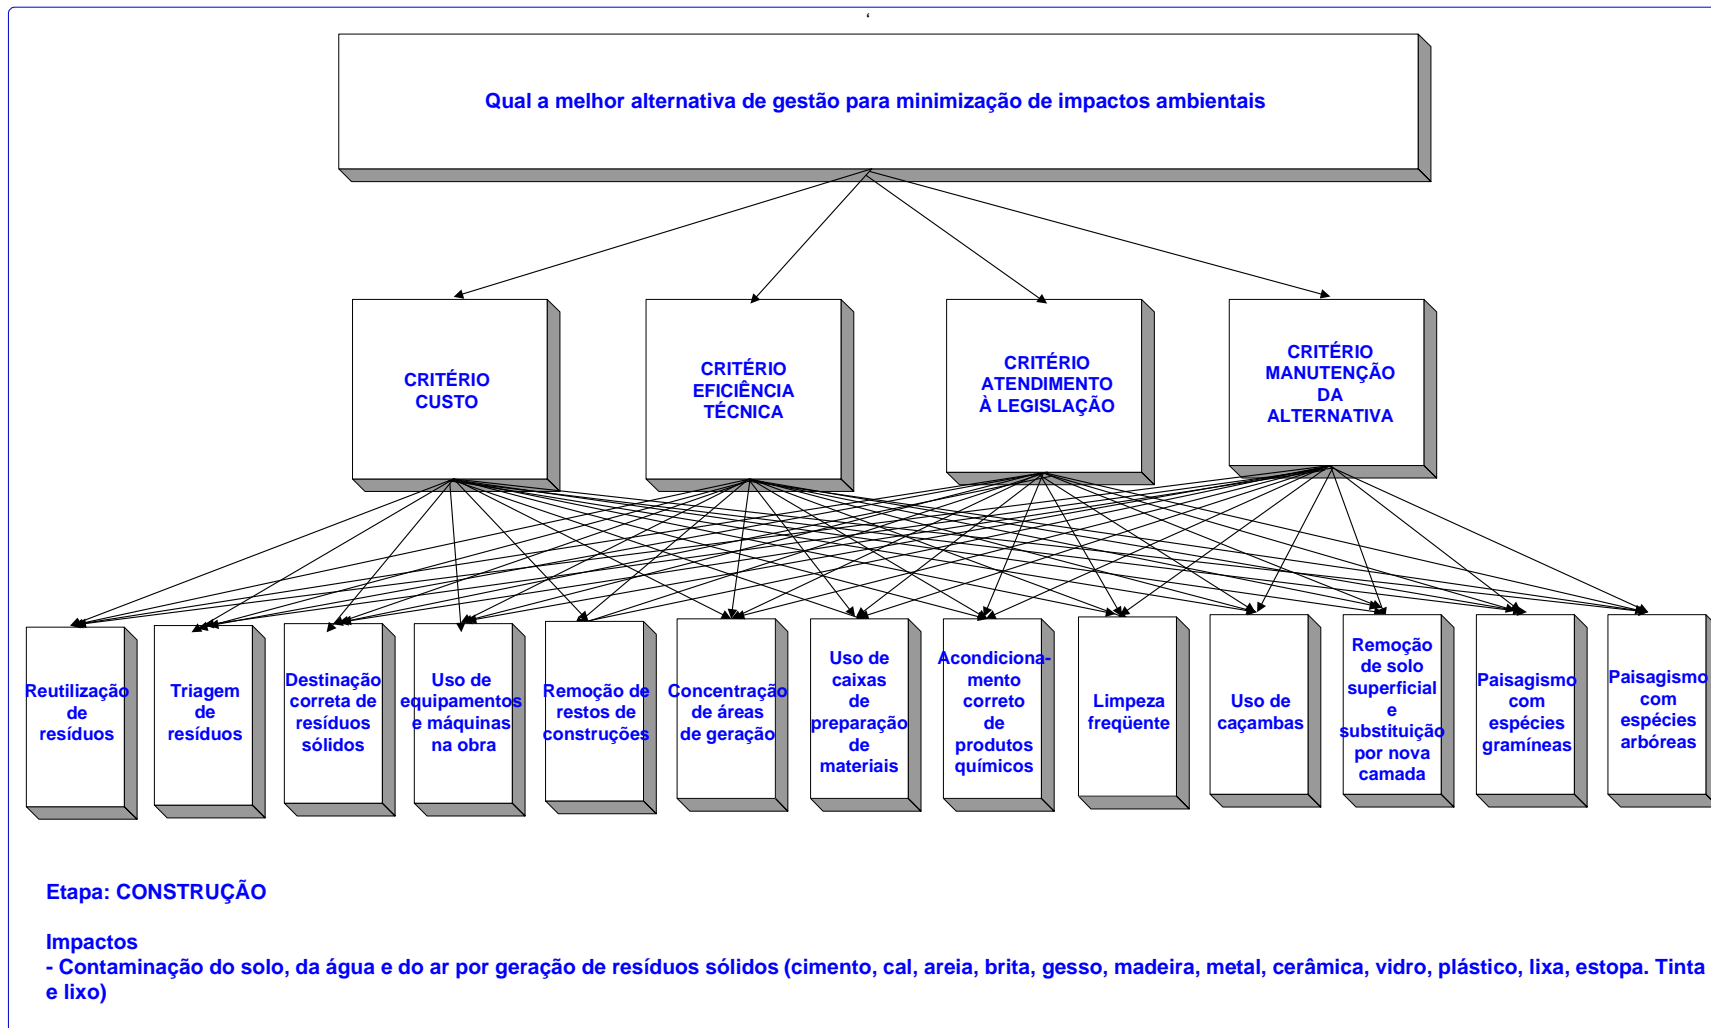 ‘
Qual a melhor alternativa de gestão para minimização de impactos ambientais
CRITÉRIO
CUSTO
CRITÉRIO
EFICIÊNCIA
TÉCNICA
CRITÉRIO
ATENDIMENTO
À LEGISLAÇÃO
CRITÉRIO
MANUTENÇÃO
DA
ALTERNATIVA
Reutilização
de
resíduos
Triagem
de
resíduos
Destinação
correta de
resíduos
sólidos
Uso de
equipamentos
e máquinas
na obra
Remoção de
restos de
construções
Concentração
de áreas
de geração
Uso de
caixas
de
preparação
de
materiais
Acondiciona-
mento
correto
de
produtos
químicos
Limpeza
freqüente
Uso de
caçambas
Remoção
de solo
superficial
e
substituição
por nova
camada
Paisagismo
com
espécies
gramíneas
Paisagismo
com
espécies
arbóreas
Etapa: CONSTRUÇÃO
Impactos
- Contaminação do solo, da água e do ar por geração de resíduos sólidos (cimento, cal, areia, brita, gesso, madeira, metal, cerâmica, vidro, plástico, lixa, estopa. Tinta
e lixo)